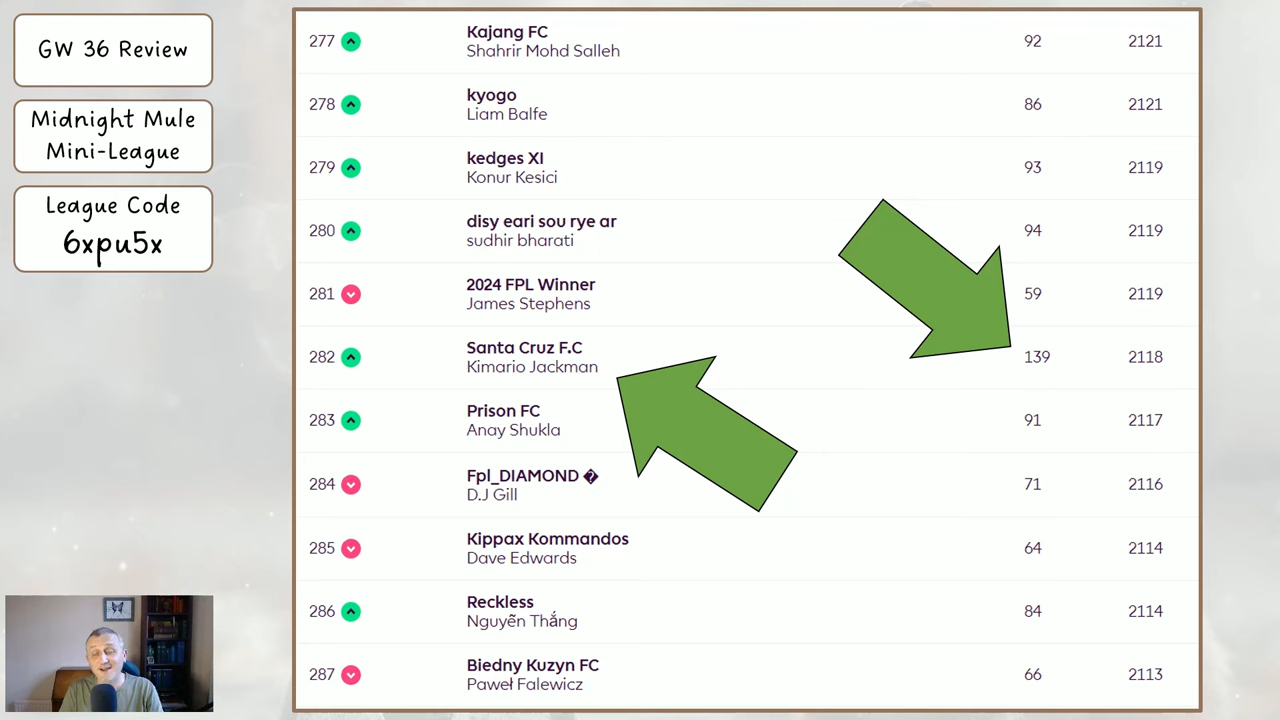 GW 36 Review
Midnight Mule
Mini-League
League Code
6xpu5x
277 Kajang FC 92 2121
Shahrir Mohd Salleh
278 kyogo 86 2121
Liam Balfe
279 kedges XI 93 2119
Konur Kesici
280 disy eari sou rye ar 94 2119
sudhir bharati
281 2024 FPL Winner 59 2119
James Stephens
282 Santa Cruz F.C 139 2118
Kimario Jackman
283 Prison FC 91 2117
Anay Shukla
284 Fpl_DIAMOND � 71 2116
D.J Gill
285 Kippax Kommandos 64 2114
Dave Edwards
286 Reckless 84 2114
Nguyễn Thắng
287 Biedny Kuzyn FC 66 2113
Paweł Falewicz